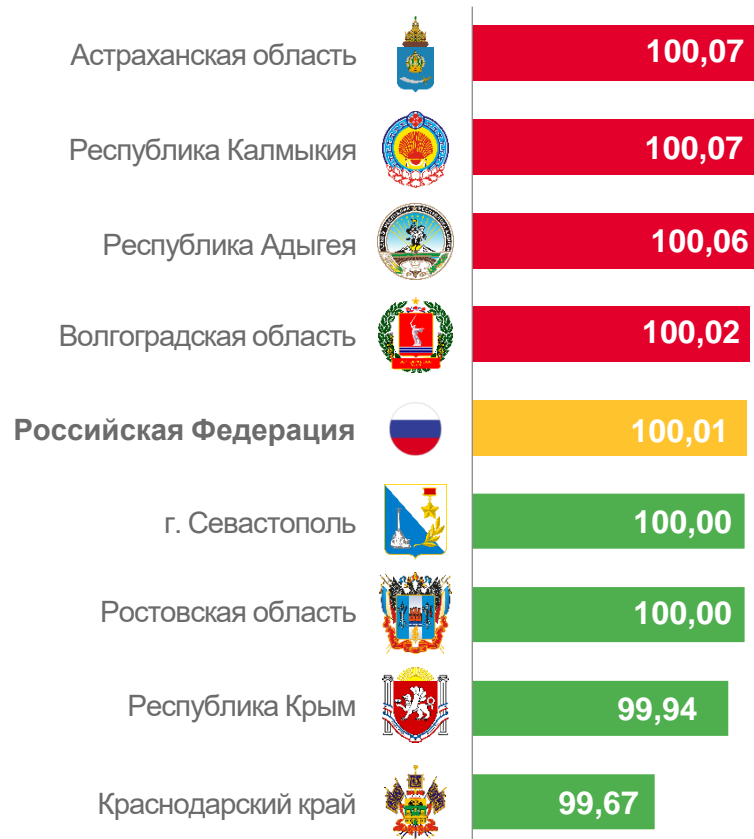 Астраханская область 100,07
Республика Калмыкия 100,07
Республика Адыгея 100,06
Волгоградская область 100,02
Российская Федерация 100,01
г. Севастополь 100,00
Ростовская область 100,00
Республика Крым 99,94
Краснодарский край 99,67